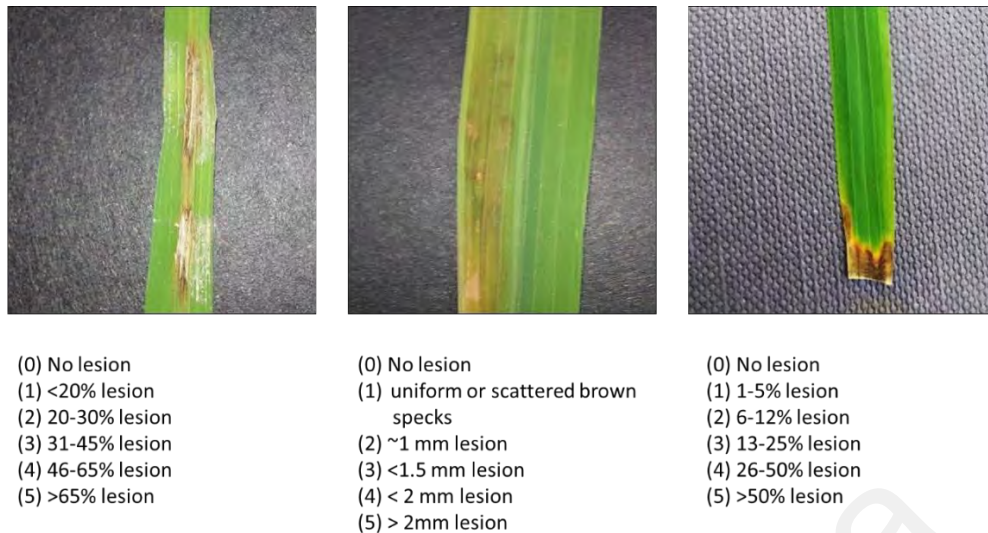 (0) No lesion
(1) <20% lesion
(2) 20-30% lesion
(3) 31-45% lesion
(4) 46-65% lesion
(5) >65% lesion
(0) No lesion
(1) uniform or scattered brown
specks
(2) ~1 mm lesion
(3) <1.5 mm lesion
(4) < 2 mm lesion
(5) > 2mm lesion
(0) No lesion
(1) 1-5% lesion
(2) 6-12% lesion
(3) 13-25% lesion
(4) 26-50% lesion
(5) >50% lesion